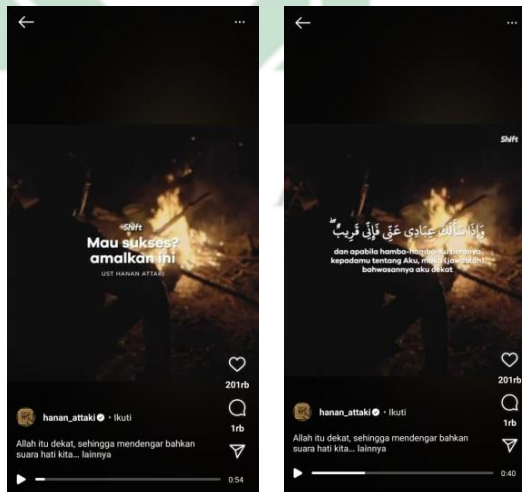 Shift
Mau sukses?
amalkan ini
UST HANAN ATTAKI
201rb
1rb
hanan_attaki • Ikuti
Allah itu dekat, sehingga mendengar bahkan
suara hati kita... lainnya
0:54
Shift
وَإِذَا سَأَلَكَ عِبَادِي عَنِّي فَإِنِّي قَرِيبٌ ۖ
dan apabila hamba-hamba-Ku bertanya
kepadamu tentang Aku, maka (jawablah),
bahwasannya aku dekat
201rb
1rb
hanan_attaki • Ikuti
Allah itu dekat, sehingga mendengar bahkan
suara hati kita... lainnya
0:40